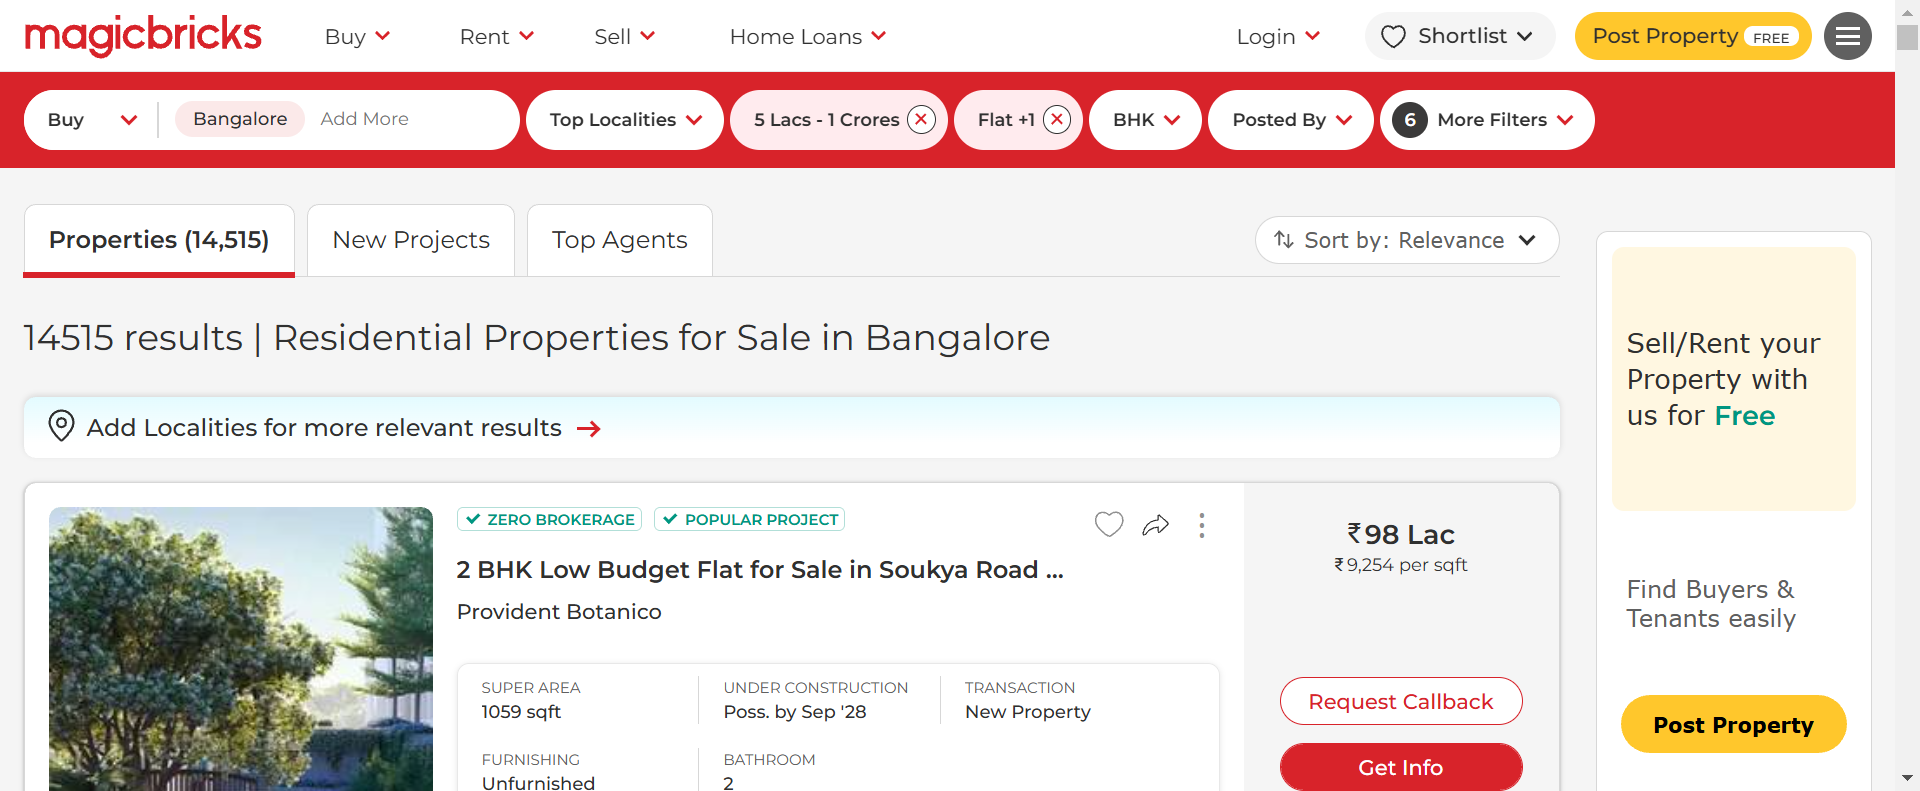 magicbricks
Buy
Rent
Sell
Home Loans
Login
Shortlist
Post Property FREE
Buy
Bangalore
Add More
Top Localities
5 Lacs - 1 Crores
Flat +1
BHK
Posted By
6 More Filters
Properties (14,515)
New Projects
Top Agents
Sort by: Relevance
14515 results | Residential Properties for Sale in Bangalore
Add Localities for more relevant results
ZERO BROKERAGE
POPULAR PROJECT
2 BHK Low Budget Flat for Sale in Soukya Road ...
Provident Botanico
SUPER AREA
1059 sqft
UNDER CONSTRUCTION
Poss. by Sep '28
TRANSACTION
New Property
FURNISHING
Unfurnished
BATHROOM
2
₹98 Lac
₹9,254 per sqft
Request Callback
Get Info
Sell/Rent your
Property with
us for Free
Find Buyers &
Tenants easily
Post Property